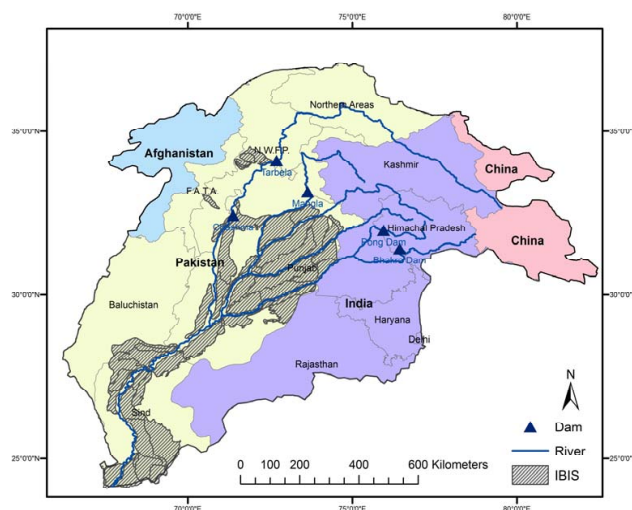 70°0'0"E
75°0'0"E
80°0'0"E
35°0'0"N
35°0'0"N
Northern Areas
Afghanistan
N.W.F.P.
Tarbela
Kashmir
China
F.A.T.A
Mangla
China
Himachal Pradesh
Pong Dam
Bhakra Dam
Pakistan
Punjab
30°0'0"N
30°0'0"N
Baluchistan
India
Haryana
Delhi
Rajasthan
N
Sind
Dam
25°0'0"N
River
25°0'0"N
0 100 200 400 600 Kilometers
IBIS
70°0'0"E
75°0'0"E
80°0'0"E